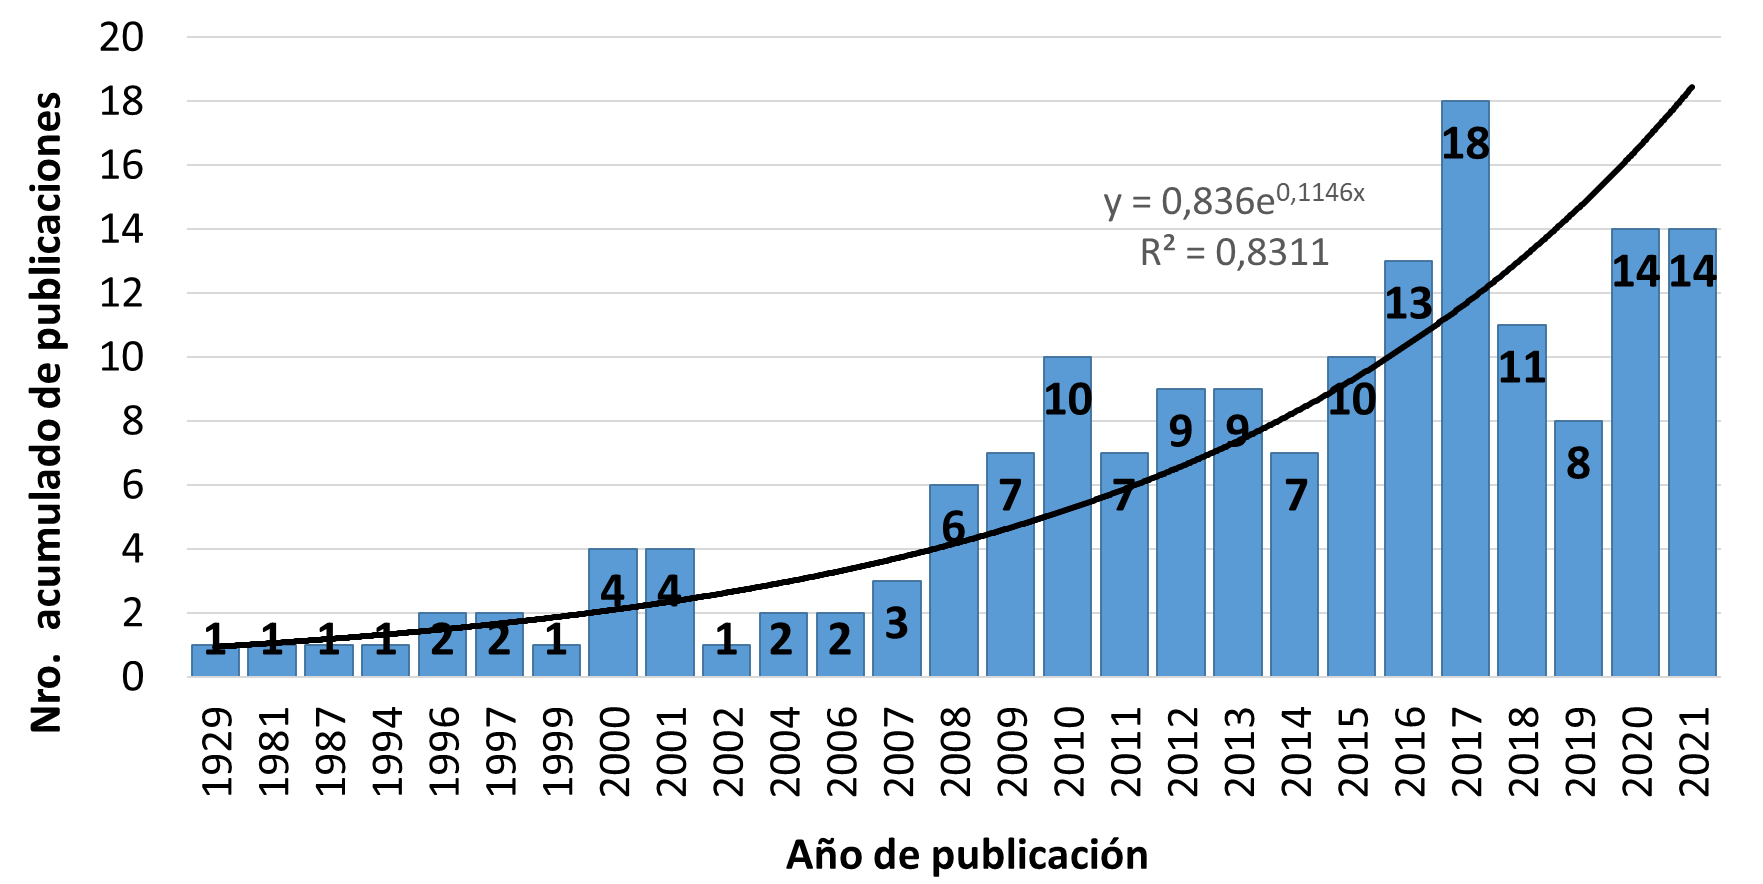 Nro. acumulado de publicaciones
20
18
16
14
12
10
8
6
4
2
0
y = 0,836e^0,1146x
R² = 0,8311
1 1 1 1 2 2 1 4 4 1 2 2 3 6 7 10 7 9 9 7 10 13 18 11 8 14 14
1929 1981 1987 1994 1996 1997 1999 2000 2001 2002 2004 2006 2007 2008 2009 2010 2011 2012 2013 2014 2015 2016 2017 2018 2019 2020 2021
Año de publicación